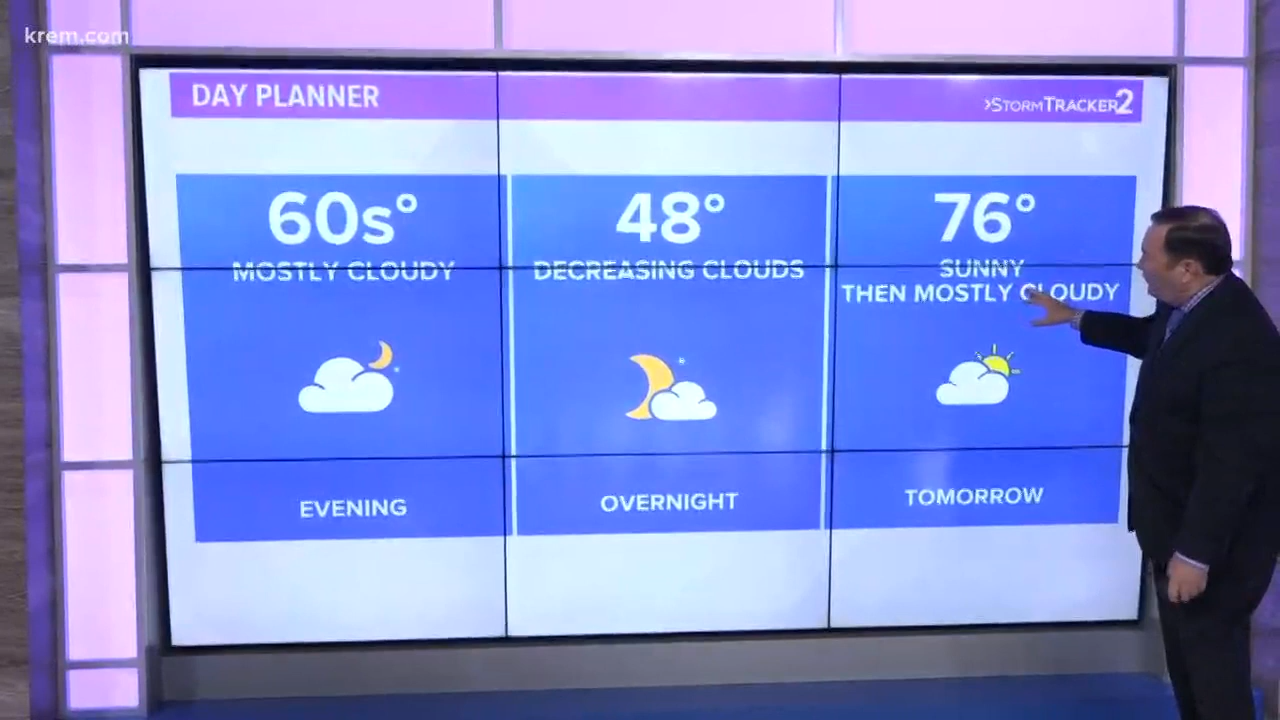 krem.com
DAY PLANNER
STORMTRACKER2
60s°
MOSTLY CLOUDY
EVENING
48°
DECREASING CLOUDS
OVERNIGHT
76°
SUNNY
THEN MOSTLY CLOUDY
TOMORROW